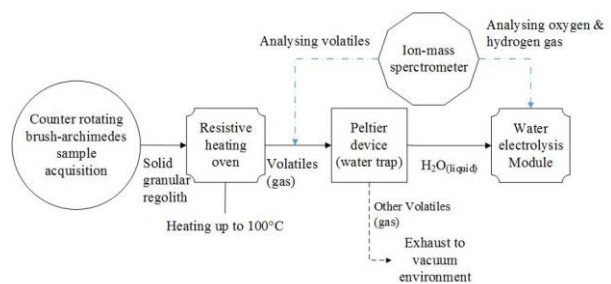 Analysing volatiles
Ion-mass
sperctrometer
Analysing oxygen &
hydrogen gas
Counter rotating
brush-archimedes
sample
acquisition
Solid
granular
regolith
Resistive
heating
oven
Heating up to 100°C
Volatiles
(gas)
Peltier
device
(water trap)
H₂O(liquid)
Water
electrolysis
Module
Other Volatiles
(gas)
Exhaust to
vacuum
environment